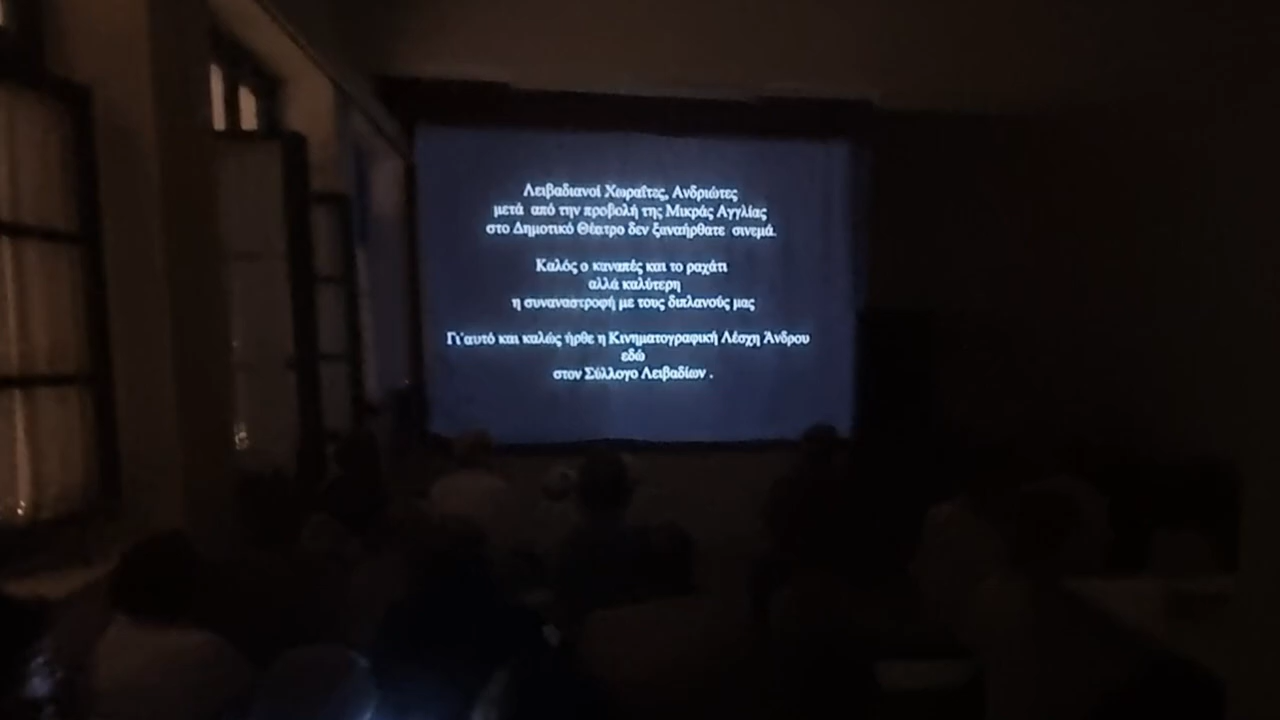 Λειβαδιανοί Χωραΐτες, Ανδριώτες
μετά από την προβολή της Μικράς Αγγλίας
στο Δημοτικό Θέατρο δεν ξαναήρθατε σινεμά.
Καλός ο καναπές και το ραχάτι
αλλά καλύτερη
η συναναστροφή με τους διπλανούς μας
Γι'αυτό και καλώς ήρθε η Κινηματογραφική Λέσχη Άνδρου
εδώ
στον Σύλλογο Λειβαδίων .